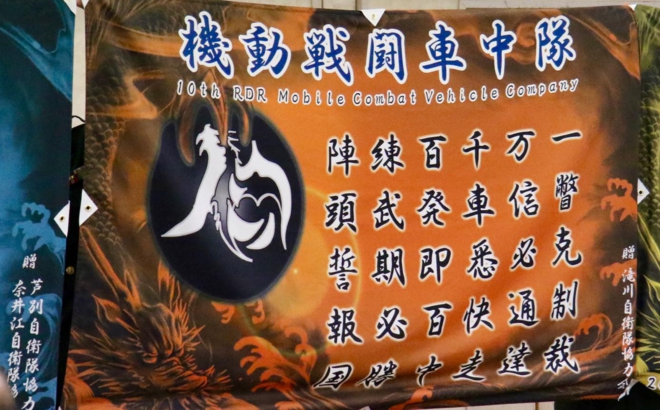 機動戦闘車中隊
10th RDR Mobile Combat Vehicle Company
一瞥克制裁
万信必通達
千車悉快走
百発即百中
練武期必勝
陣頭誓報国
贈 滝川自衛隊協力
贈 芦別自衛隊協力
奈井江自衛隊